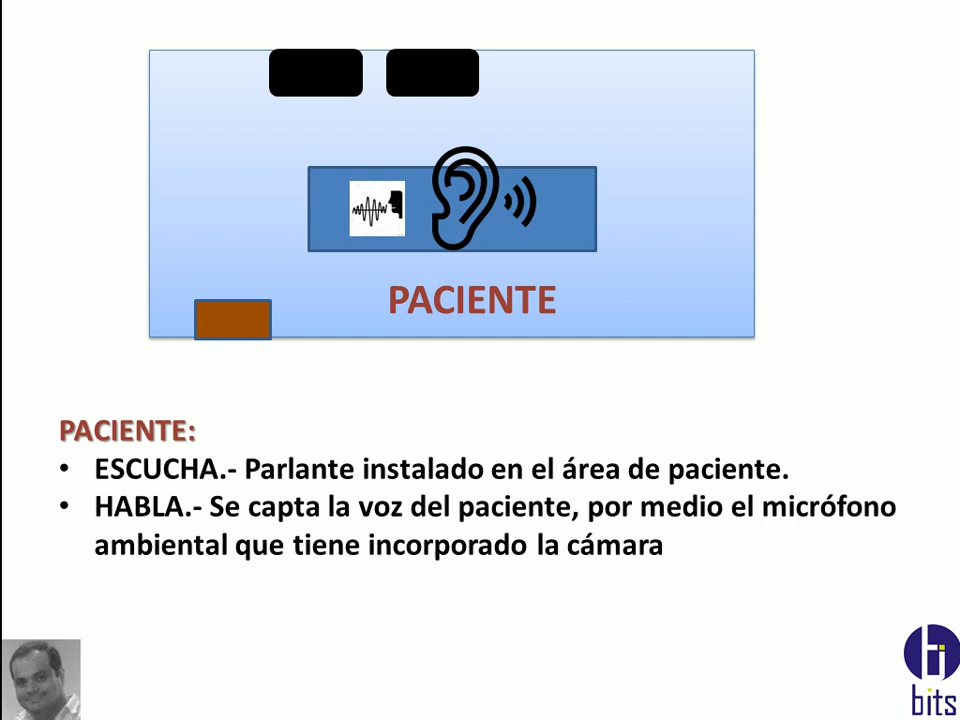 PACIENTE
PACIENTE:
• ESCUCHA.- Parlante instalado en el área de paciente.
• HABLA.- Se capta la voz del paciente, por medio el micrófono
ambiental que tiene incorporado la cámara
bits